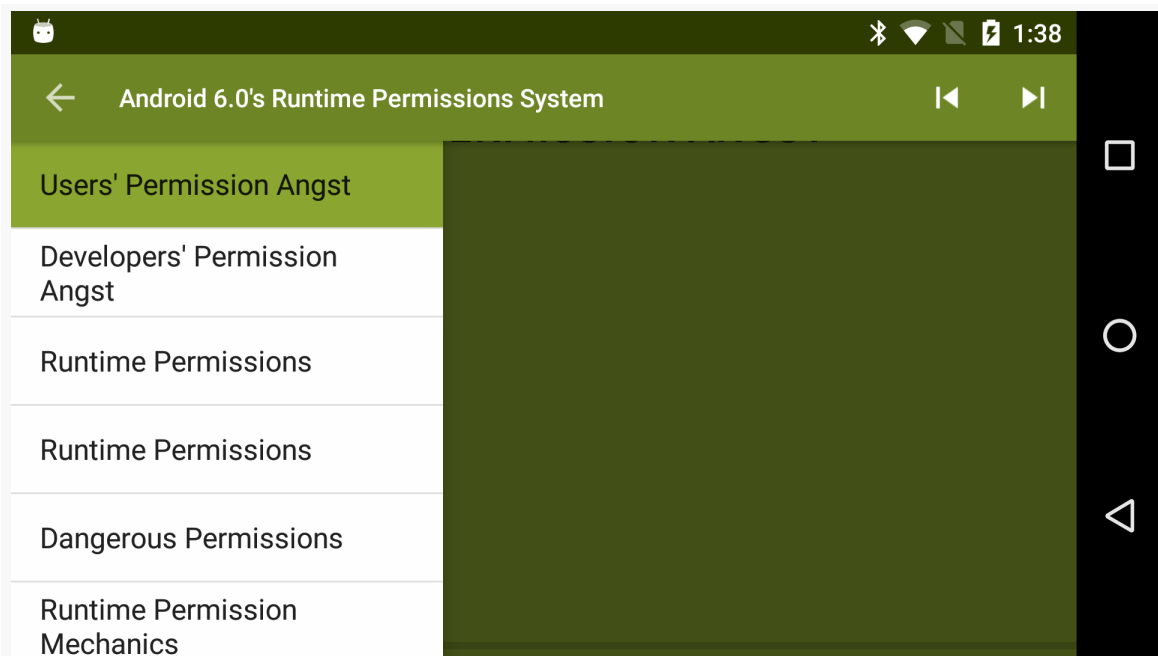 1:38
Android 6.0's Runtime Permissions System
Users' Permission Angst
Developers' Permission
Angst
Runtime Permissions
Runtime Permissions
Dangerous Permissions
Runtime Permission
Mechanics